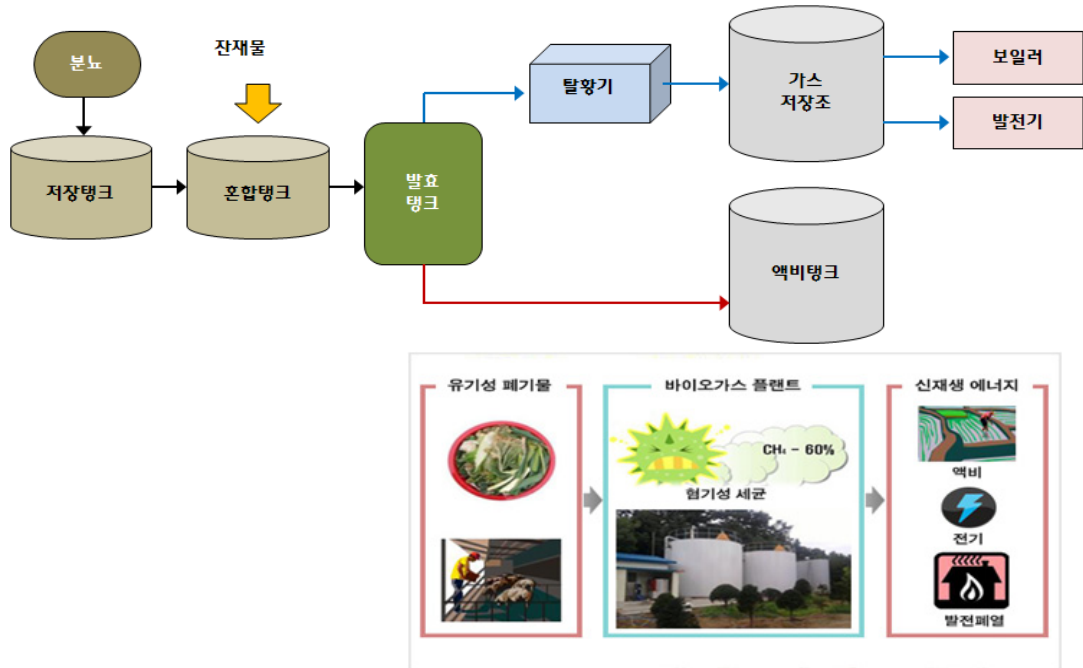 분뇨
잔재물
저장탱크
혼합탱크
발효
탱크
탈황기
가스
저장조
보일러
발전기
액비탱크
유기성 폐기물
바이오가스 플랜트
신재생 에너지
CH₄ – 60%
혐기성 세균
액비
전기
발전폐열